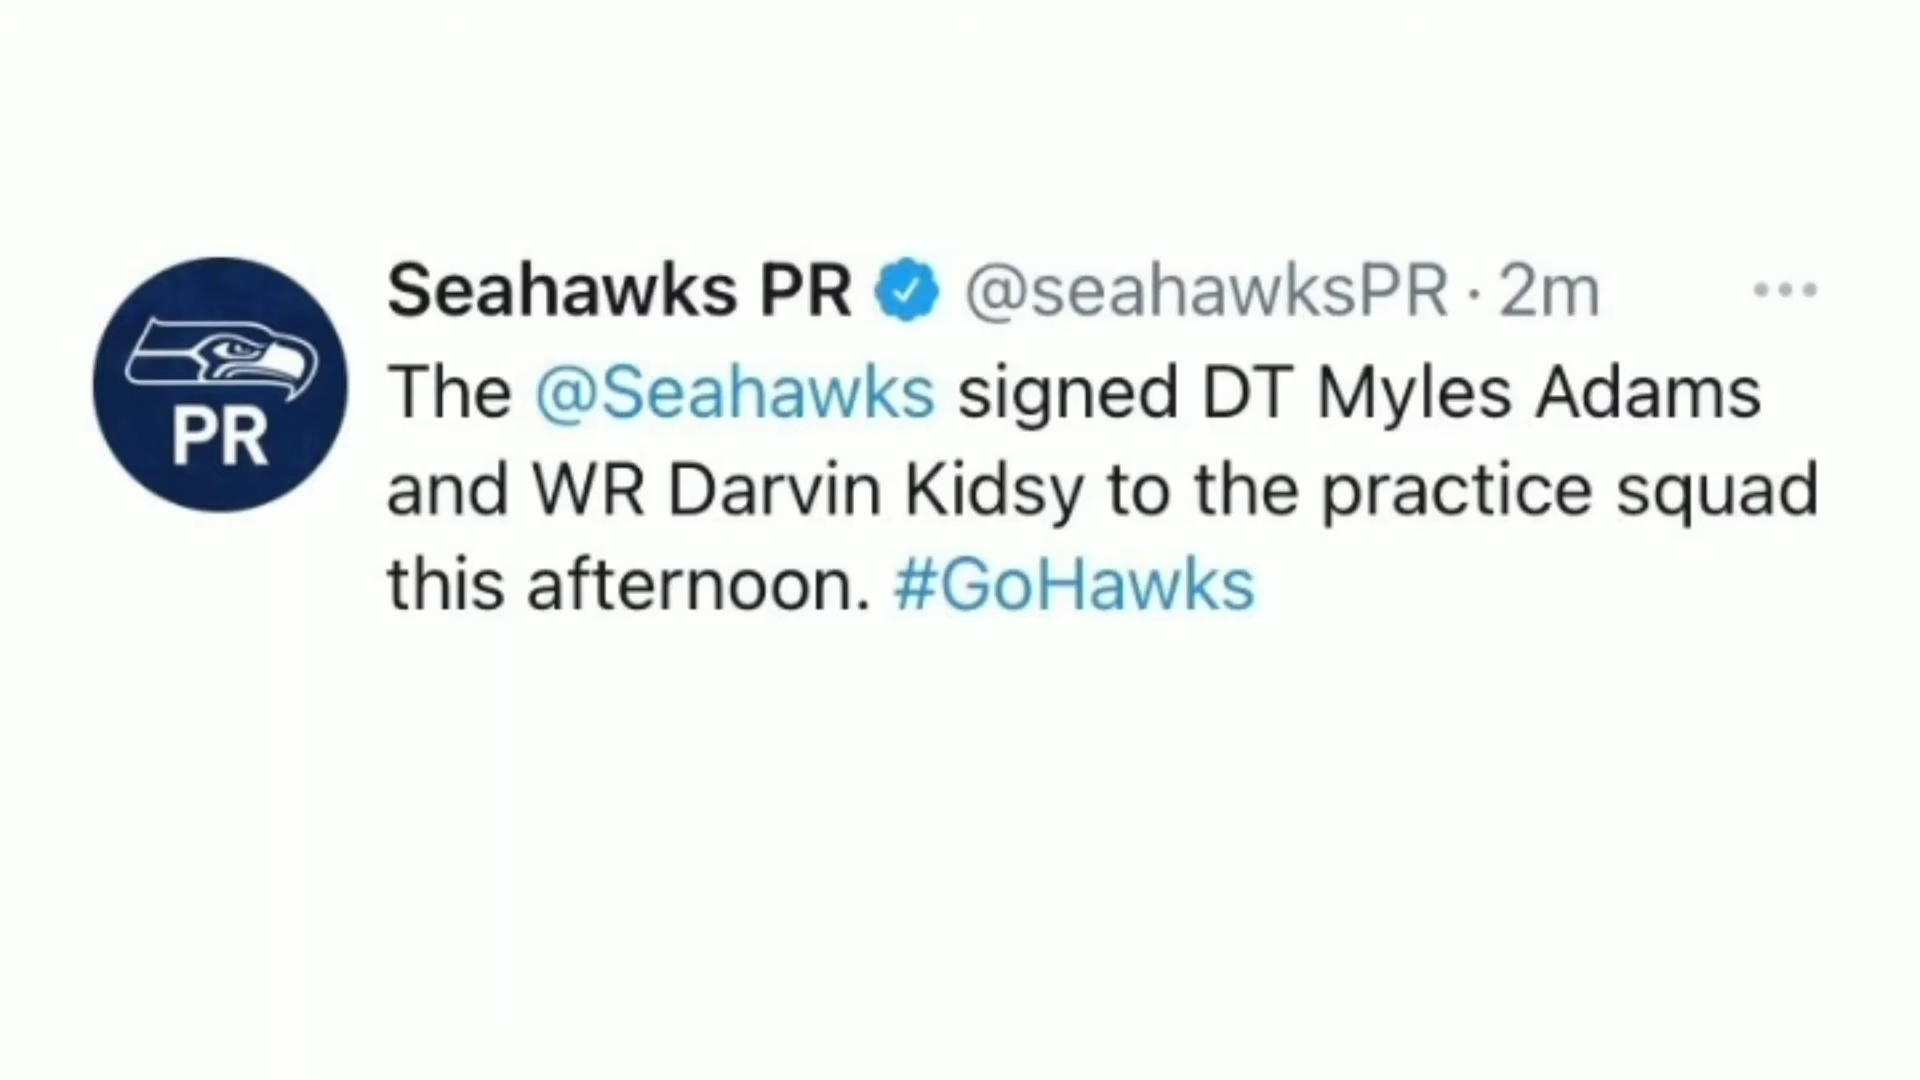 Seahawks PR @seahawksPR · 2m ...
PR
The @Seahawks signed DT Myles Adams
and WR Darvin Kidsy to the practice squad
this afternoon. #GoHawks